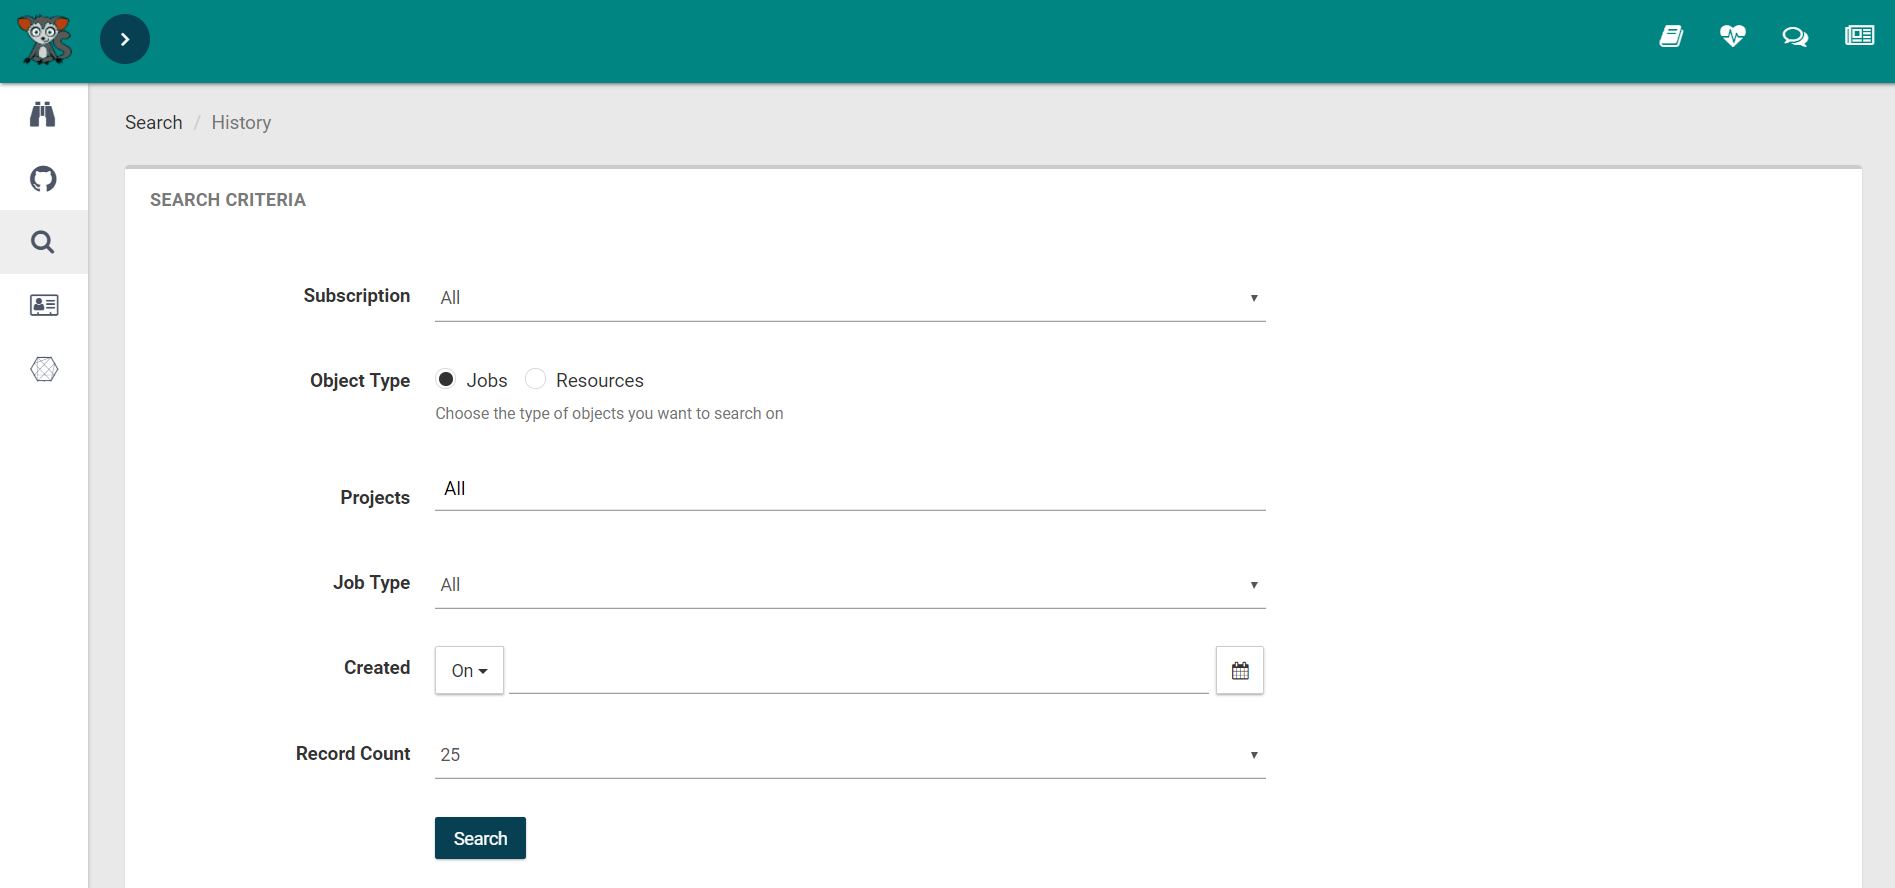 Search / History
SEARCH CRITERIA
Subscription All
Object Type Jobs Resources
Choose the type of objects you want to search on
Projects All
Job Type All
Created On
Record Count 25
Search